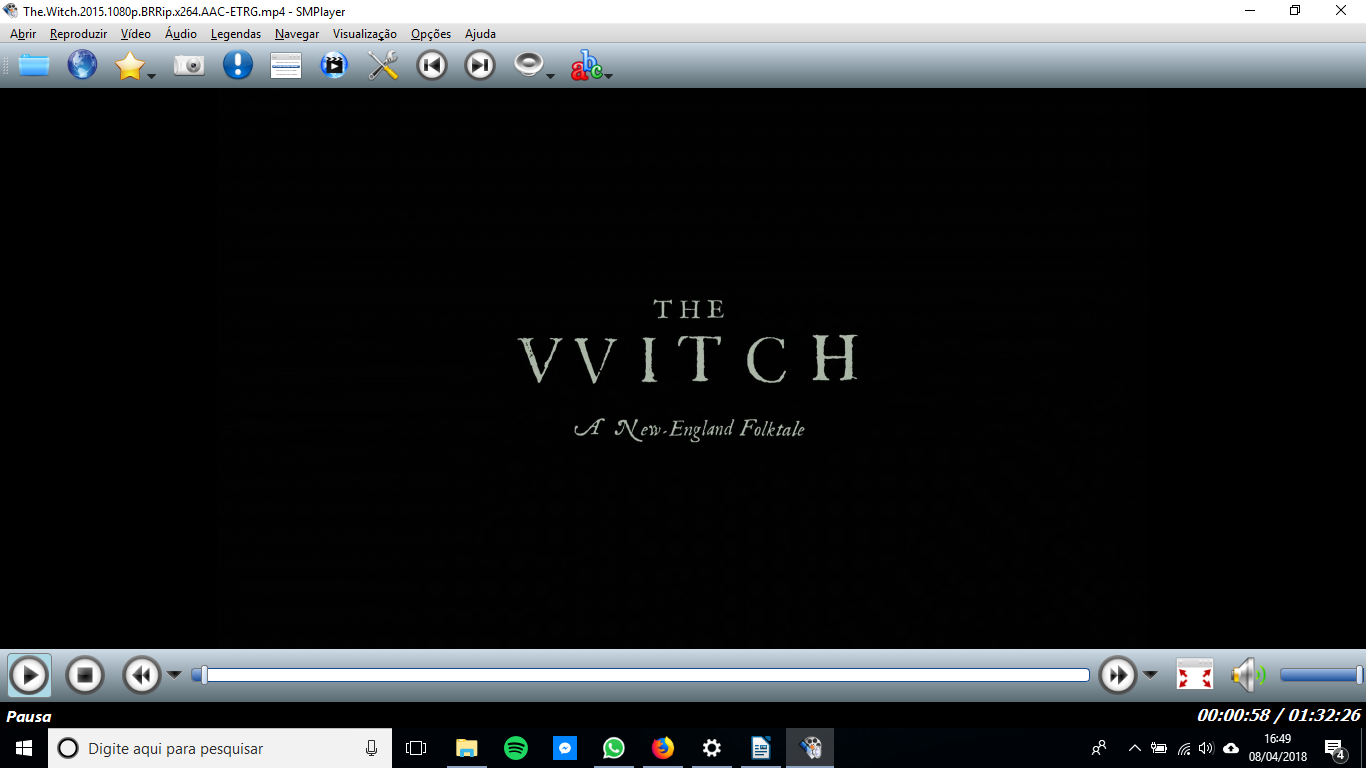 The.Witch.2015.1080p.BRRip.x264.AAC-ETRG.mp4 - SMPlayer
Abrir Reproduzir Vídeo Áudio Legendas Navegar Visualização Opções Ajuda
abc
THE
VVITCH
A New-England Folktale
Pausa
00:00:58 / 01:32:26
Digite aqui para pesquisar
16:49
08/04/2018
4